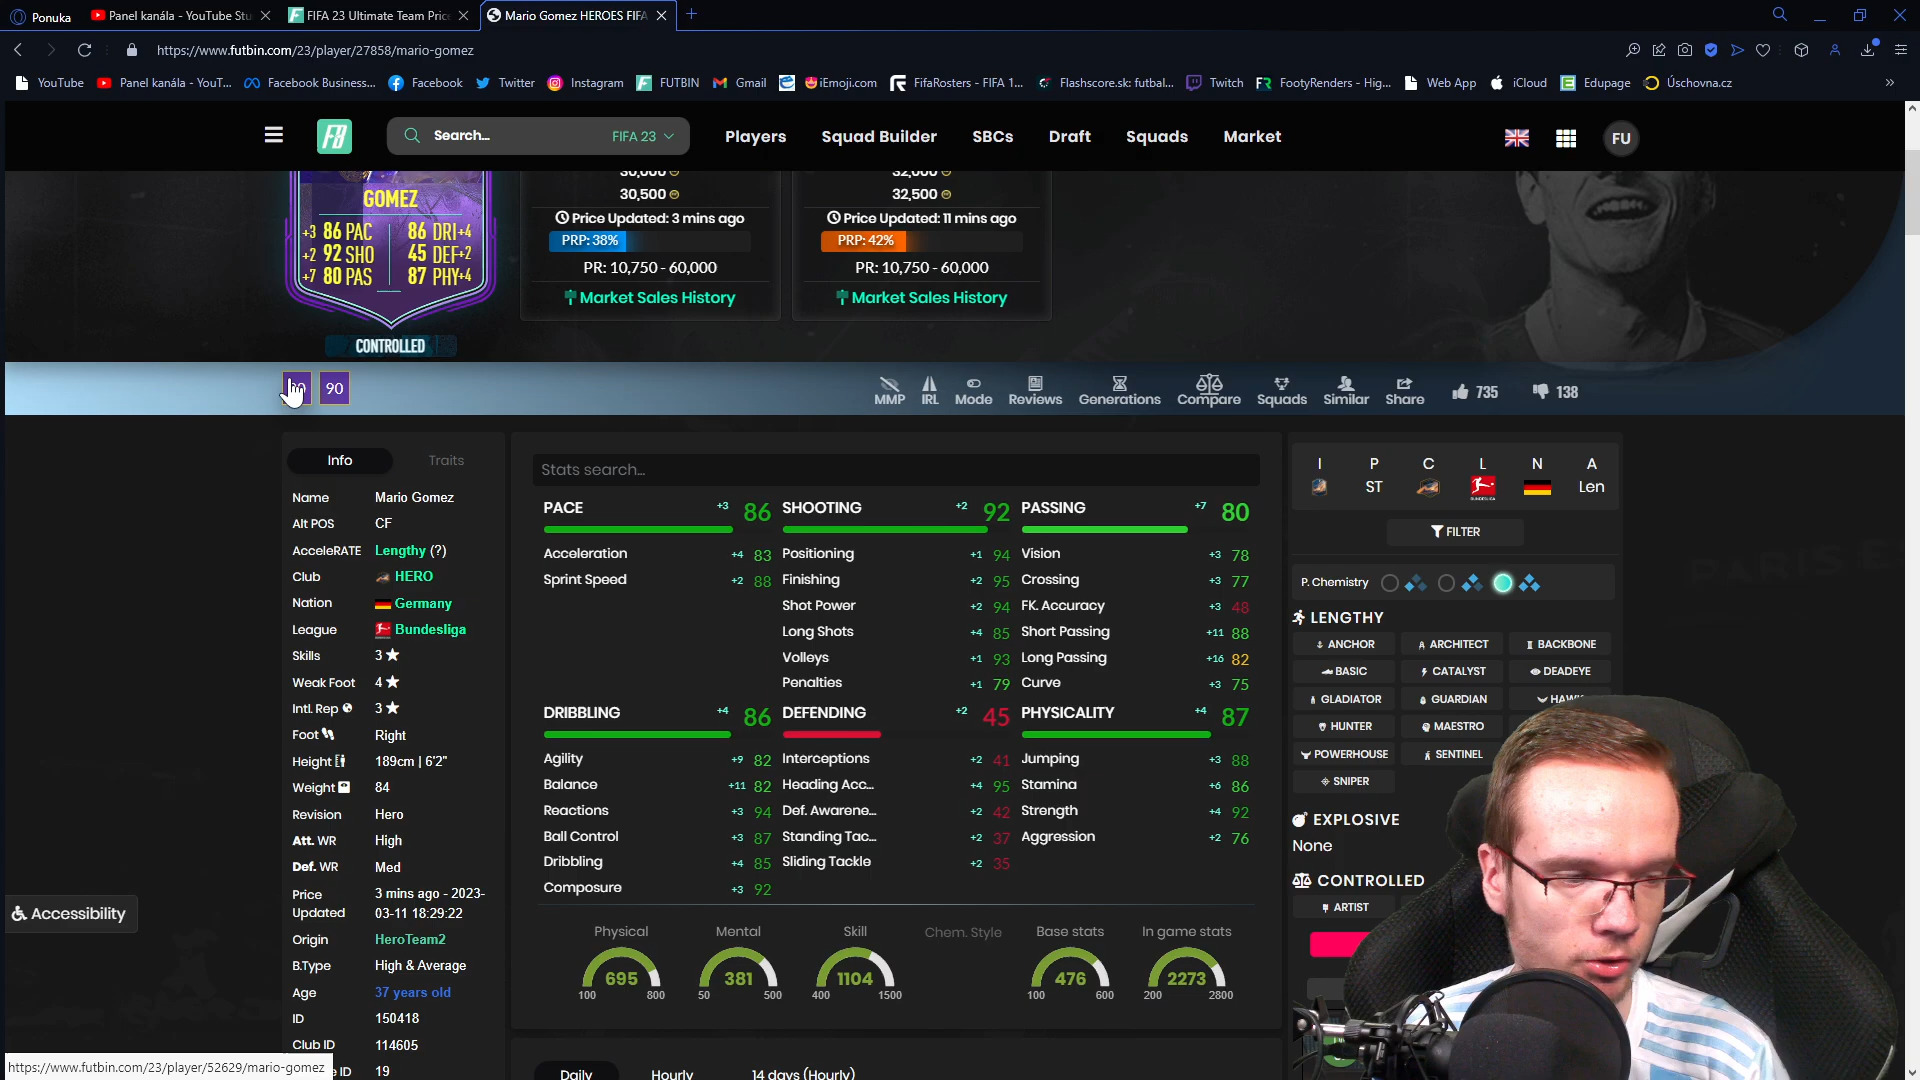 Ponuka
Panel kanála - YouTube Stu
FIFA 23 Ultimate Team Pric
Mario Gomez HEROES FIFA
https://www.futbin.com/23/player/27858/mario-gomez
YouTube
Panel kanála - YouT...
Facebook Business...
Facebook
Twitter
Instagram
FUTBIN
Gmail
iEmoji.com
FifaRosters - FIFA 1...
Flashscore.sk: futbal...
Twitch
FootyRenders - Hig...
Web App
iCloud
Edupage
Úschovna.cz
Search...
FIFA 23
Players
Squad Builder
SBCs
Draft
Squads
Market
FU
GOMEZ
+3 86 PAC 86 DRI+4
+2 92 SHO 45 DEF+2
+7 80 PAS 87 PHY+4
CONTROLLED
30,500
Price Updated: 3 mins ago
PRP: 38%
PR: 10,750 - 60,000
Market Sales History
32,500
Price Updated: 11 mins ago
PRP: 42%
PR: 10,750 - 60,000
Market Sales History
90
MMP
IRL
Mode
Reviews
Generations
Compare
Squads
Similar
Share
735
138
Info
Traits
Name Mario Gomez
Alt POS CF
AcceleRATE Lengthy (?)
Club HERO
Nation Germany
League Bundesliga
Skills 3
Weak Foot 4
Intl. Rep 3
Foot Right
Height 189cm | 6'2"
Weight 84
Revision Hero
Att. WR High
Def. WR Med
Price Updated 3 mins ago - 2023-
03-11 18:29:22
Origin HeroTeam2
B.Type High & Average
Age 37 years old
ID 150418
Club ID 114605
ID 19
Stats search...
PACE +3 86
Acceleration +4 83
Sprint Speed +2 88
SHOOTING +2 92
Positioning +1 94
Finishing +2 95
Shot Power +2 94
Long Shots +4 85
Volleys +1 93
Penalties +1 79
PASSING +7 80
Vision +3 78
Crossing +3 77
FK. Accuracy +3 48
Short Passing +11 88
Long Passing +16 82
Curve +3 75
DRIBBLING +4 86
Agility +9 82
Balance +11 82
Reactions +3 94
Ball Control +3 87
Dribbling +4 85
Composure +3 92
DEFENDING +2 45
Interceptions +2 41
Heading Acc... +4 95
Def. Awarene... +2 42
Standing Tac... +2 37
Sliding Tackle +2 35
PHYSICALITY +4 87
Jumping +3 88
Stamina +6 86
Strength +4 92
Aggression +2 76
Physical
695
100 800
Mental
381
50 500
Skill
1104
400 1500
Chem. Style
Base stats
476
100 600
In game stats
2273
200 2800
Daily
Hourly
14 days (Hourly)
I P C L N A
ST
BUNDESLIGA
Len
FILTER
P. Chemistry
LENGTHY
ANCHOR
ARCHITECT
BACKBONE
BASIC
CATALYST
DEADEYE
GLADIATOR
GUARDIAN
HAWK
HUNTER
MAESTRO
POWERHOUSE
SENTINEL
SNIPER
EXPLOSIVE
None
CONTROLLED
ARTIST
Accessibility
https://www.futbin.com/23/player/52629/mario-gomez